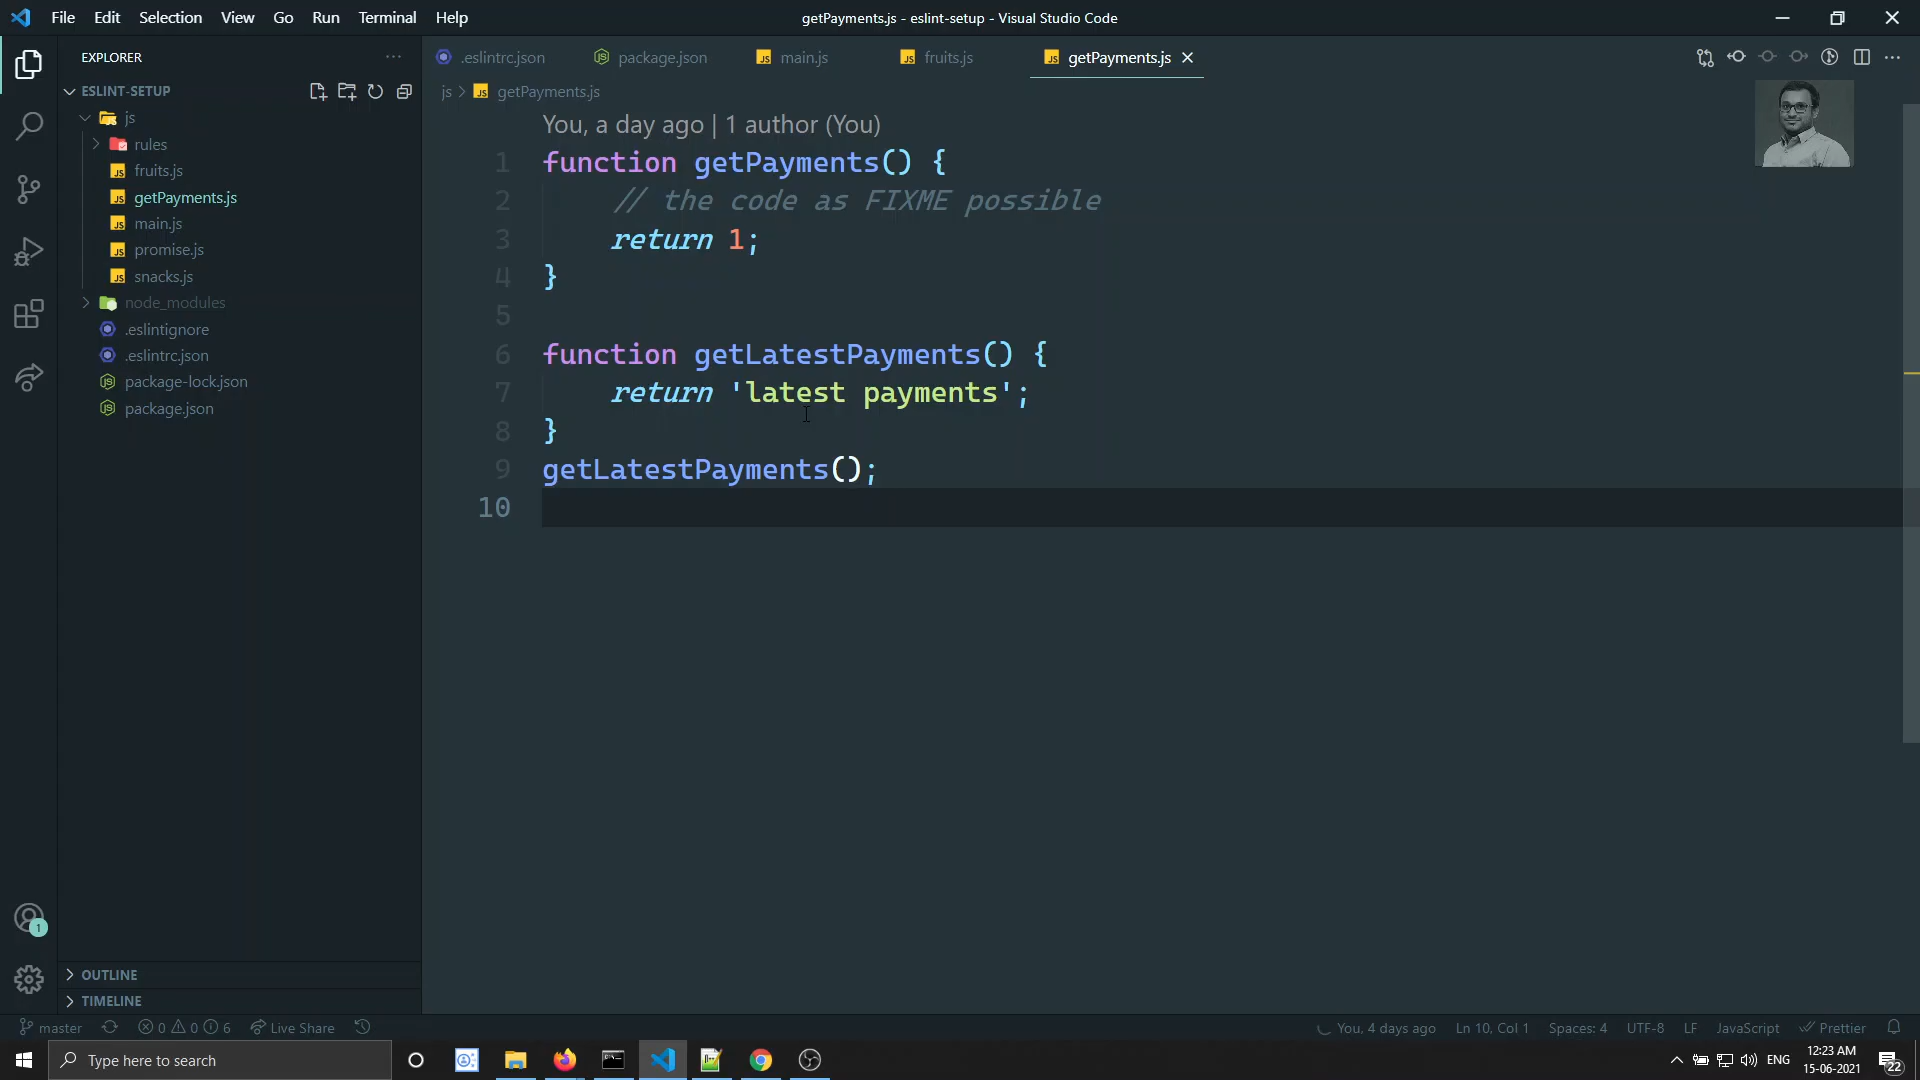 File Edit Selection View Go Run Terminal Help
getPayments.js - eslint-setup - Visual Studio Code
EXPLORER
ESLINT-SETUP
js
rules
fruits.js
getPayments.js
main.js
promise.js
snacks.js
node_modules
.eslintignore
.eslintrc.json
package-lock.json
package.json
OUTLINE
TIMELINE
1
.eslintrc.json package.json main.js fruits.js getPayments.js
js > getPayments.js
You, a day ago | 1 author (You)
1 function getPayments() {
2 // the code as FIXME possible
3 return 1;
4 }
5
6 function getLatestPayments() {
7 return 'latest payments';
8 }
9 getLatestPayments();
10
master 0 0 6 Live Share You, 4 days ago Ln 10, Col 1 Spaces: 4 UTF-8 LF JavaScript Prettier
Type here to search
ENG
12:23 AM
15-06-2021
22